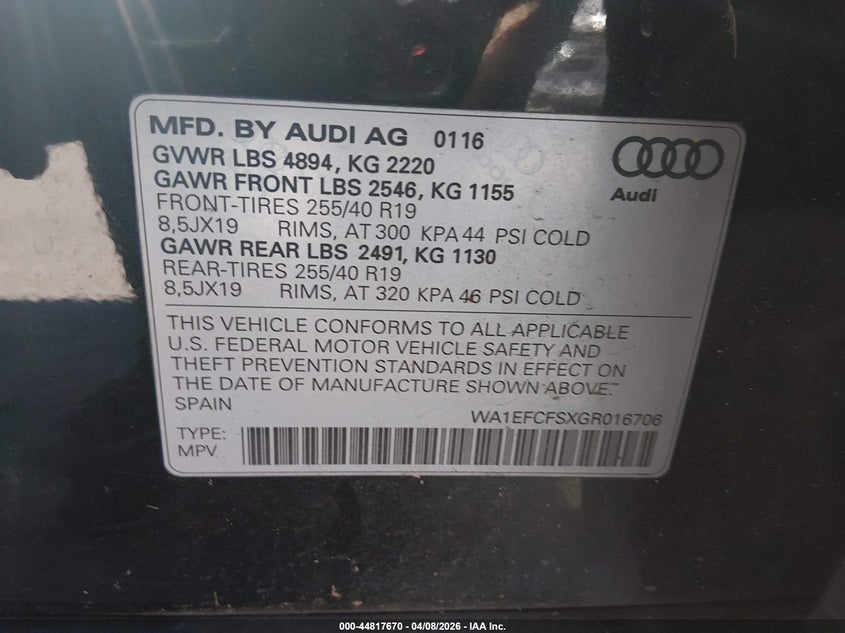 MFD. BY AUDI AG 0116
GVWR LBS 4894, KG 2220
GAWR FRONT LBS 2546, KG 1155
FRONT-TIRES 255/40 R19
8,5JX19 RIMS, AT 300 KPA 44 PSI COLD
GAWR REAR LBS 2491, KG 1130
REAR-TIRES 255/40 R19
8,5JX19 RIMS, AT 320 KPA 46 PSI COLD
Audi
THIS VEHICLE CONFORMS TO ALL APPLICABLE
U.S. FEDERAL MOTOR VEHICLE SAFETY AND
THEFT PREVENTION STANDARDS IN EFFECT ON
THE DATE OF MANUFACTURE SHOWN ABOVE.
SPAIN
WA1EFCFSXGR016706
TYPE:
MPV
000-44817670 - 04/08/2026 - IAA Inc.